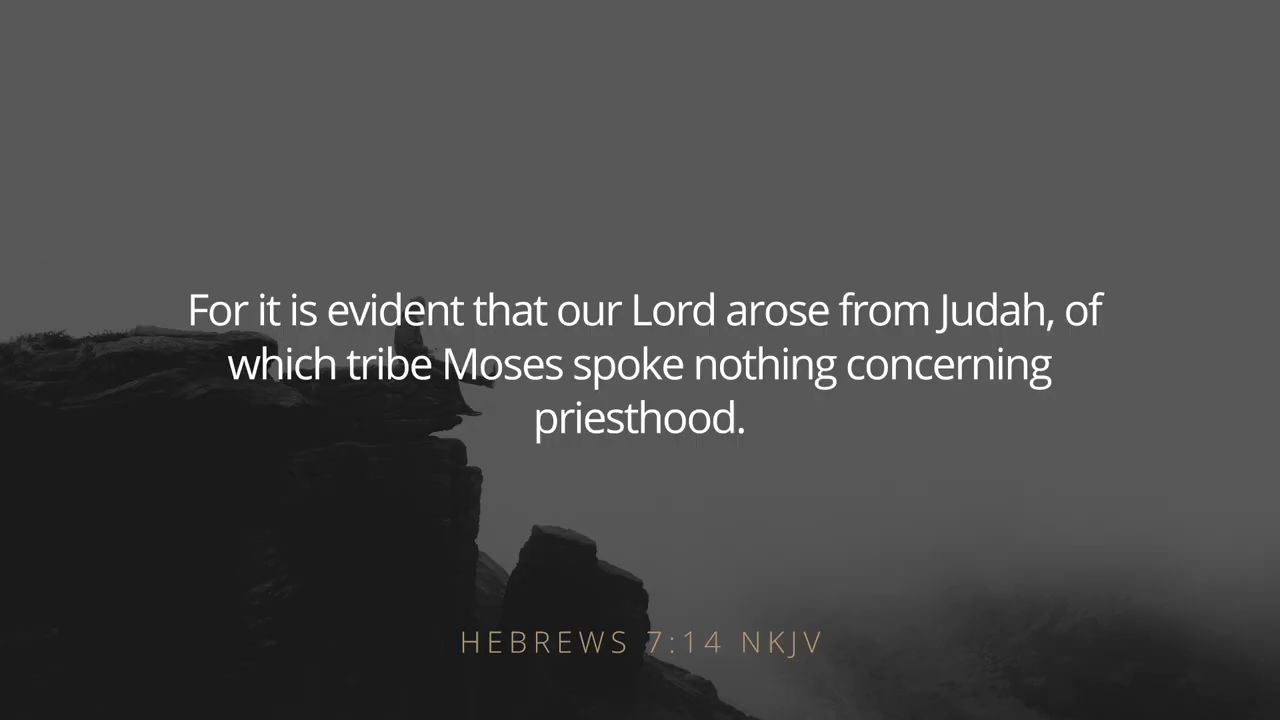 For it is evident that our Lord arose from Judah, of
which tribe Moses spoke nothing concerning
priesthood.
HEBREWS 7:14 NKJV